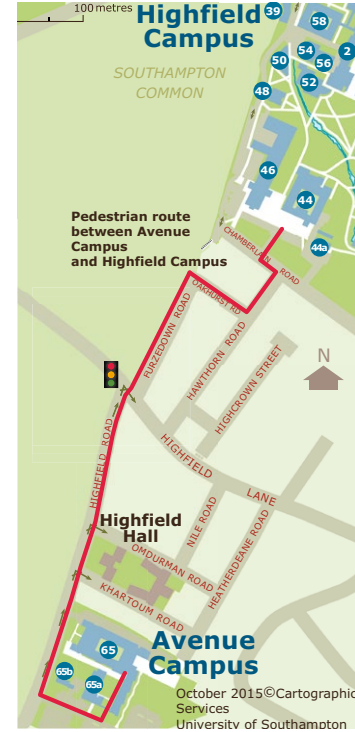 100 metres
Highfield
Campus
39
58
54
2
50
56
52
48
SOUTHAMPTON
COMMON
46
44
44a
Pedestrian route
between Avenue
Campus
and Highfield Campus
CHAMBERLAIN ROAD
OAKHURST RD
FURZEDOWN ROAD
HAWTHORN ROAD
HIGHCROWN STREET
N
HIGHFIELD LANE
HIGHFIELD ROAD
Highfield
Hall
NILE ROAD
OMDURMAN ROAD
HEATHERDEANE ROAD
KHARTOUM ROAD
65
65b
65a
Avenue
Campus
October 2015©Cartographic
Services
University of Southampton